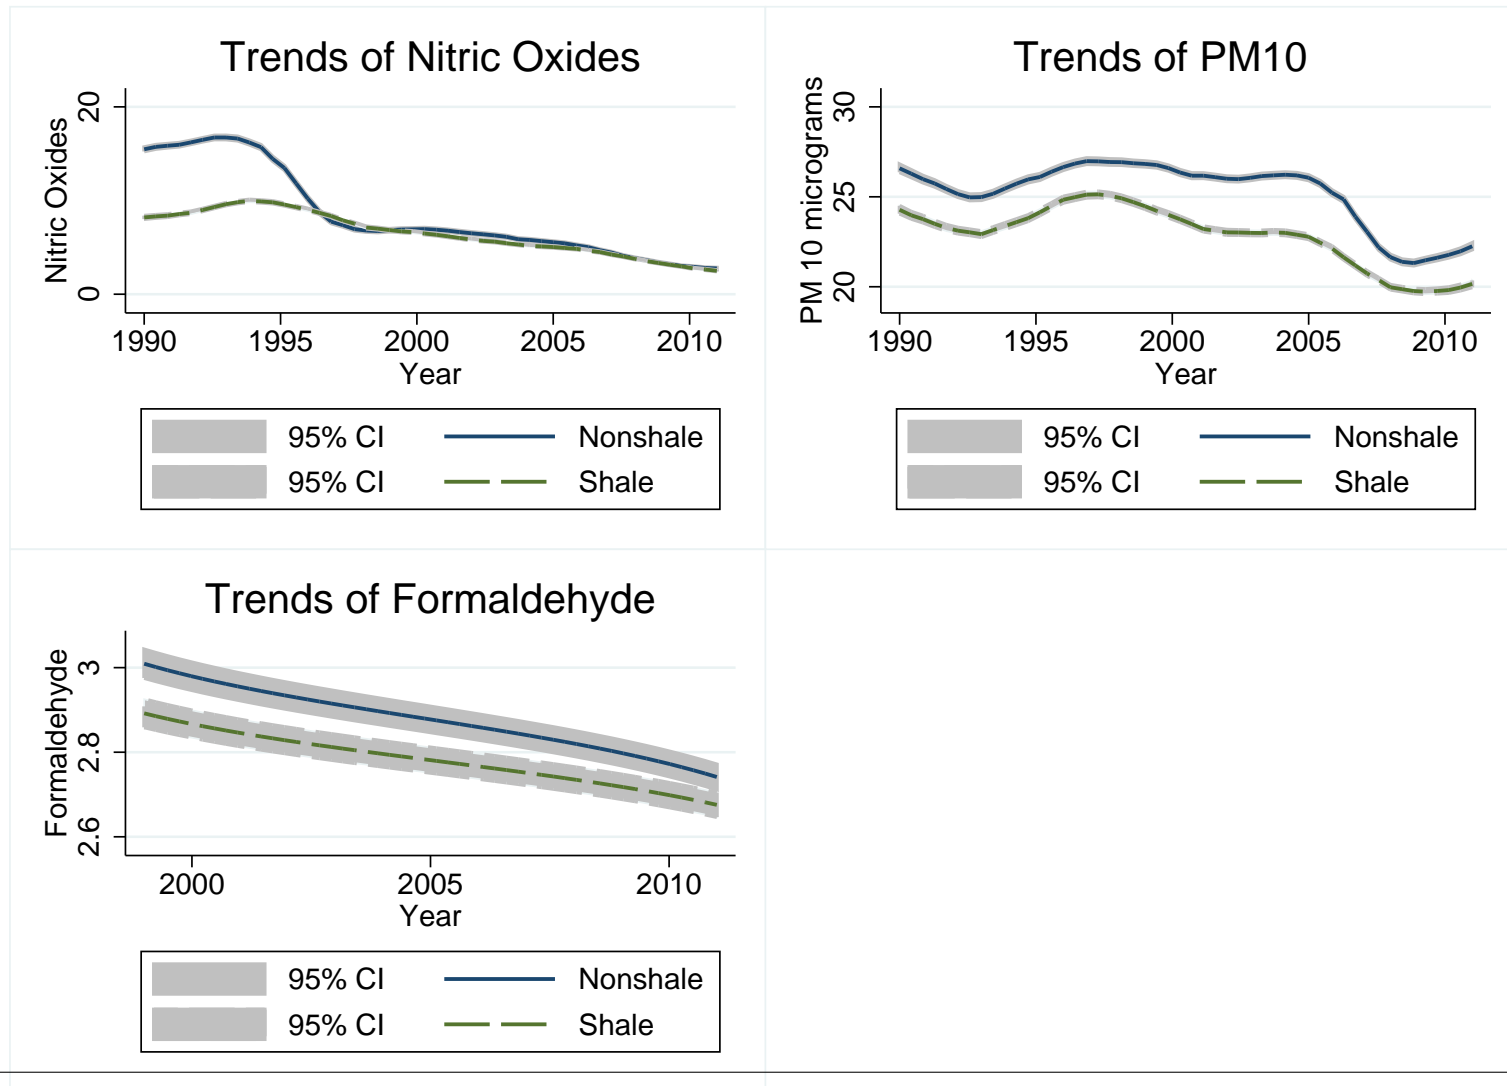 Trends of Nitric Oxides
Nitric Oxides
20
0
1990 1995 2000 2005 2010
Year
95% CI Nonshale
95% CI Shale
Trends of PM10
PM 10 micrograms
30
25
20
1990 1995 2000 2005 2010
Year
95% CI Nonshale
95% CI Shale
Trends of Formaldehyde
Formaldehyde
3
2.8
2.6
2000 2005 2010
Year
95% CI Nonshale
95% CI Shale